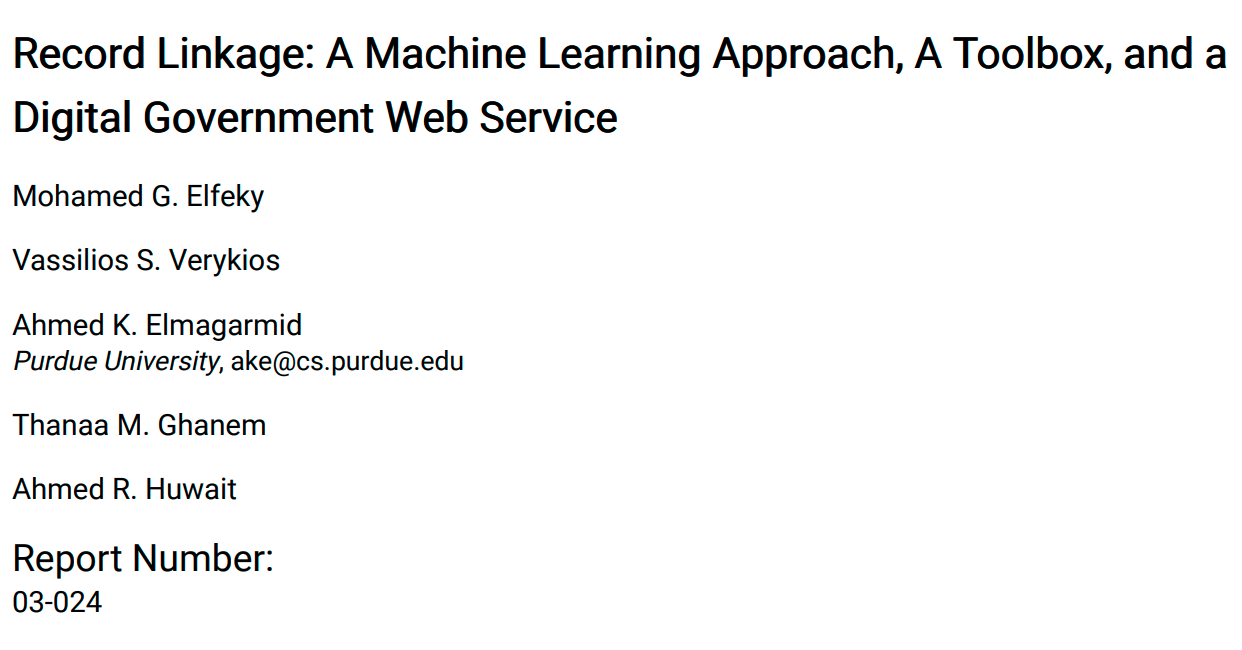 Record Linkage: A Machine Learning Approach, A Toolbox, and a
Digital Government Web Service
Mohamed G. Elfeky
Vassilios S. Verykios
Ahmed K. Elmagarmid
Purdue University, ake@cs.purdue.edu
Thanaa M. Ghanem
Ahmed R. Huwait
Report Number:
03-024